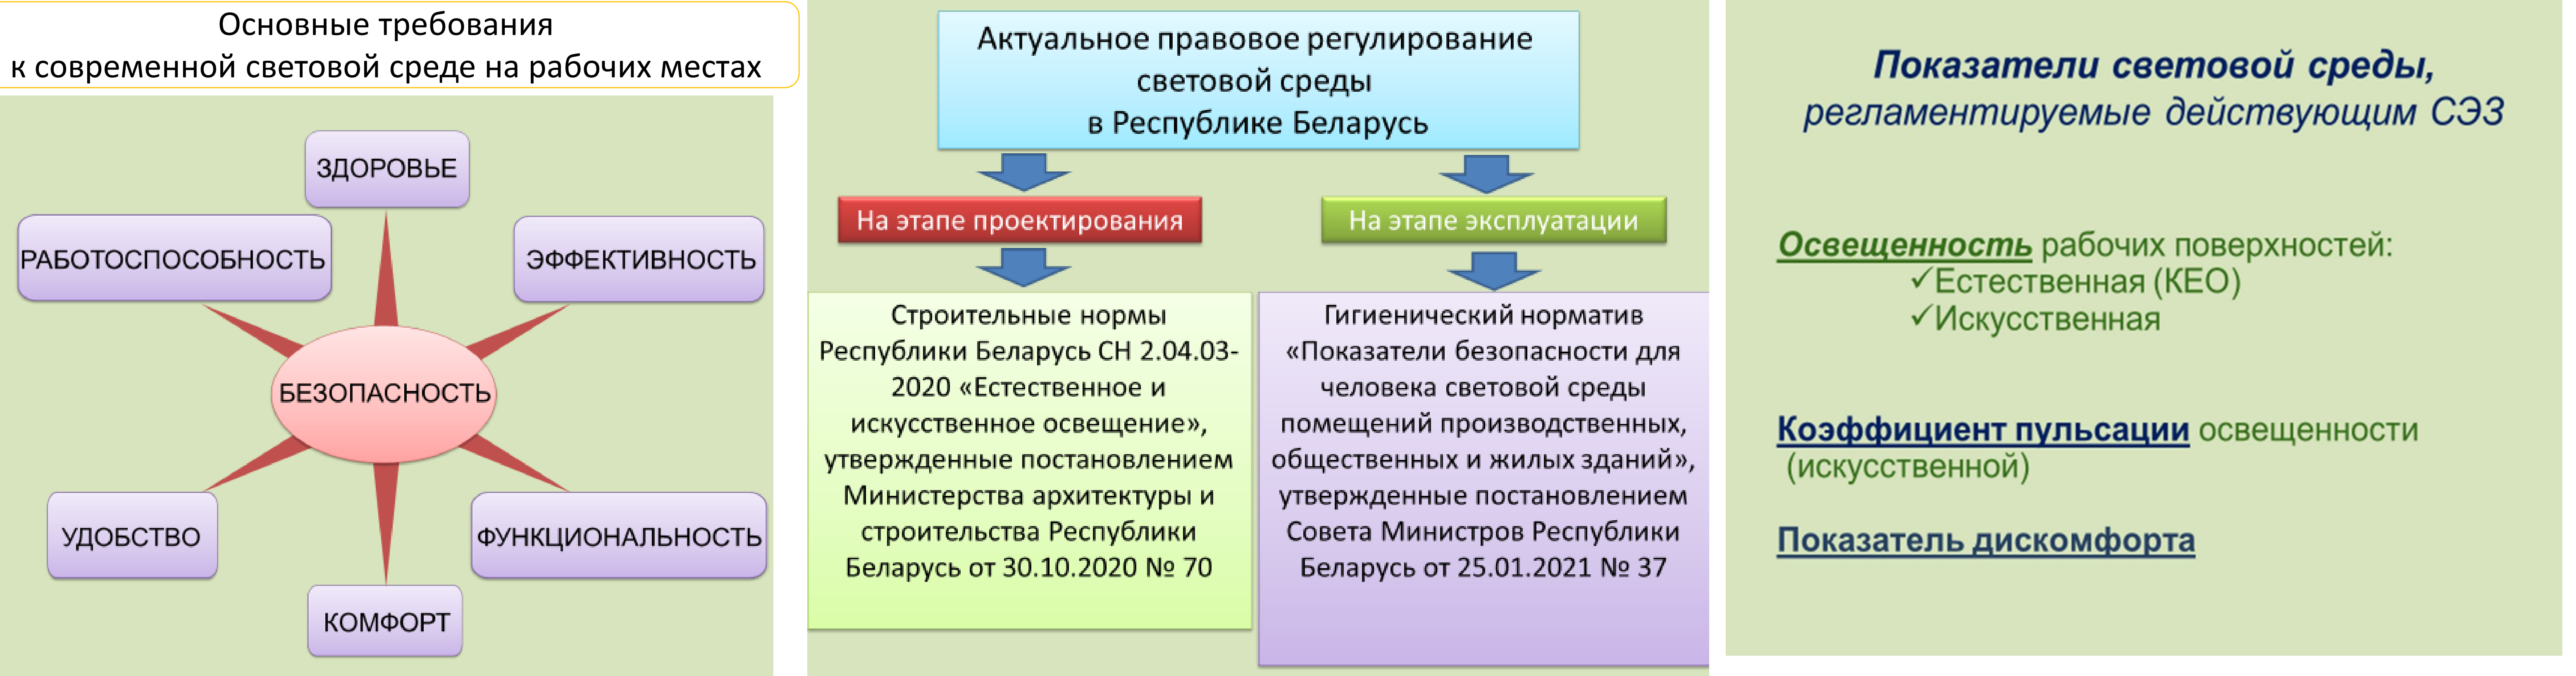 Основные требования
к современной световой среде на рабочих местах
ЗДОРОВЬЕ
РАБОТОСПОСОБНОСТЬ
ЭФФЕКТИВНОСТЬ
БЕЗОПАСНОСТЬ
УДОБСТВО
ФУНКЦИОНАЛЬНОСТЬ
КОМФОРТ
Актуальное правовое регулирование
световой среды
в Республике Беларусь
На этапе проектирования
На этапе эксплуатации
Строительные нормы
Республики Беларусь СН 2.04.03-
2020 «Естественное и
искусственное освещение»,
утвержденные постановлением
Министерства архитектуры и
строительства Республики
Беларусь от 30.10.2020 № 70
Гигиенический норматив
«Показатели безопасности для
человека световой среды
помещений производственных,
общественных и жилых зданий»,
утвержденные постановлением
Совета Министров Республики
Беларусь от 25.01.2021 № 37
Показатели световой среды,
регламентируемые действующим СЭЗ
Освещенность рабочих поверхностей:
✓Естественная (КЕО)
✓Искусственная
Коэффициент пульсации освещенности
(искусственной)
Показатель дискомфорта